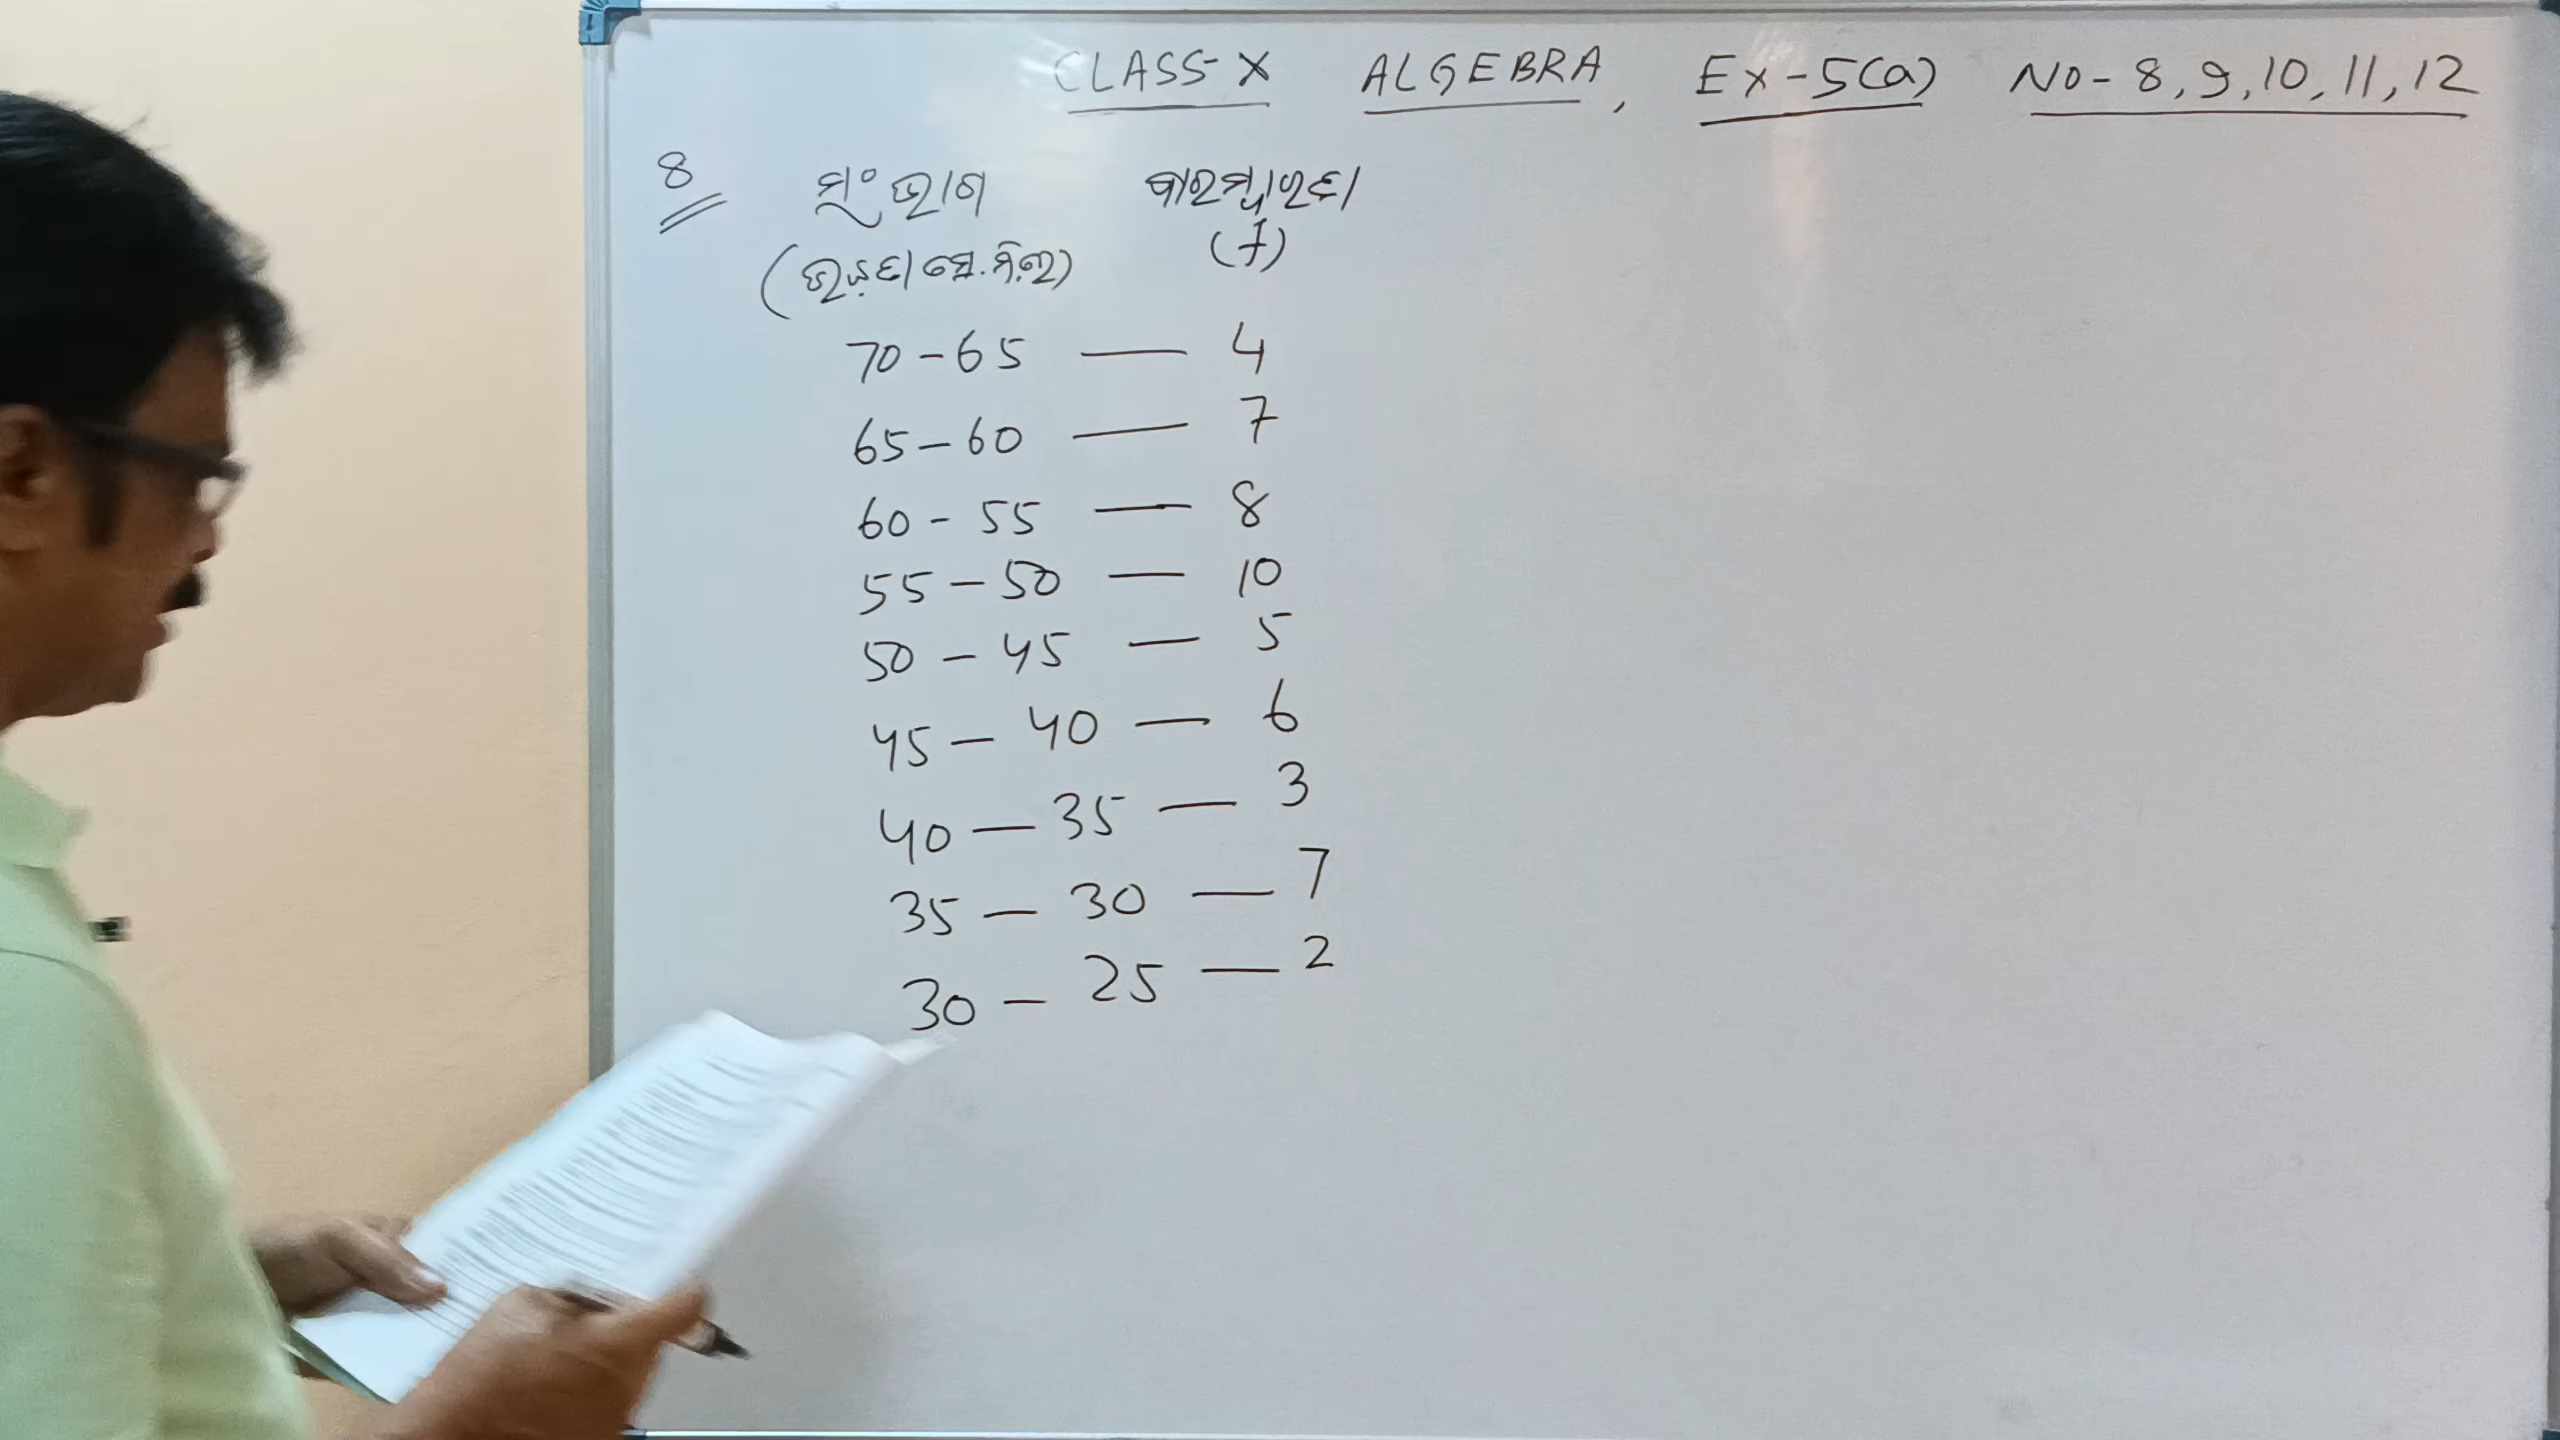 CLASS-X ALGEBRA, EX-5(a) NO-8,9,10,11,12
8 ସଂଭାଗ ବାରମ୍ବାରତା
(ଉଚ୍ଚତା ସେ.ମି.ରେ) (f)
70-65 — 4
65-60 — 7
60-55 — 8
55-50 — 10
50-45 — 5
45-40 — 6
40-35 — 3
35-30 — 7
30-25 — 2